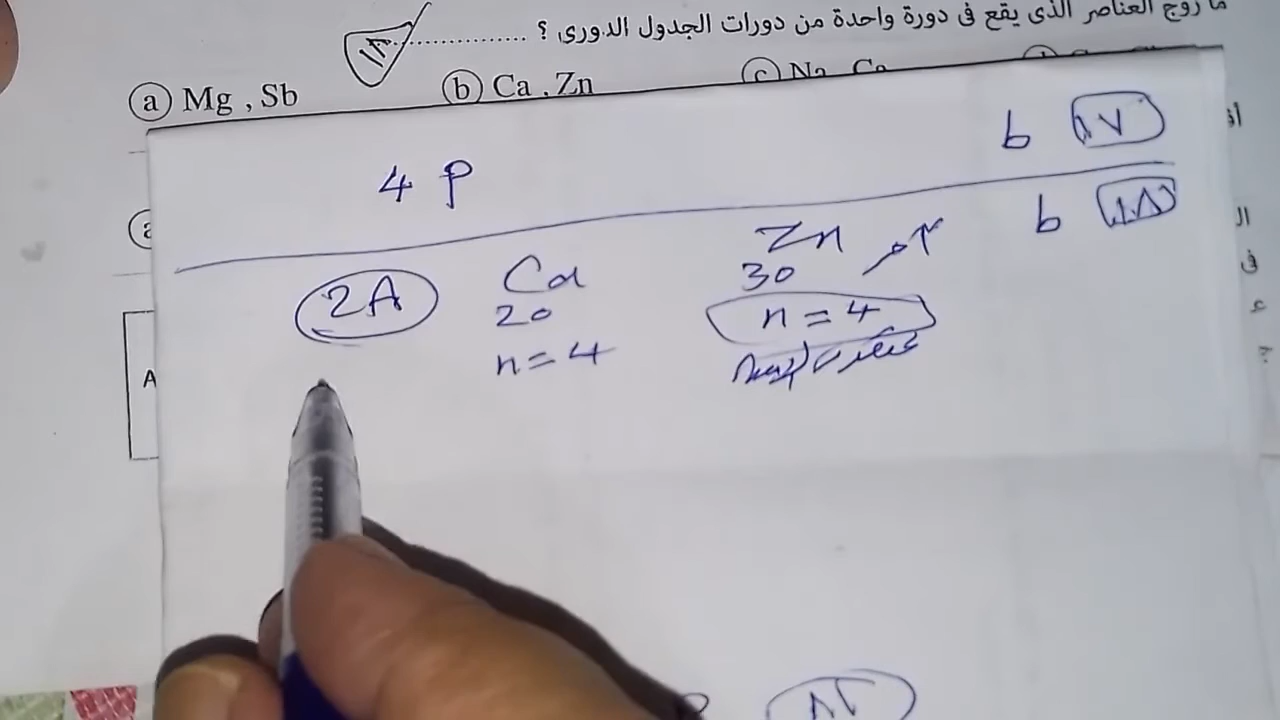 ما زوج العناصر الذى يقع فى دورة واحدة من دورات الجدول الدورى ؟ ..............
a Mg , Sb b Ca , Zn c Na
4 P b ١٧
b ١٨
2A Ca Zn
20 30
n = 4 n = 4
A